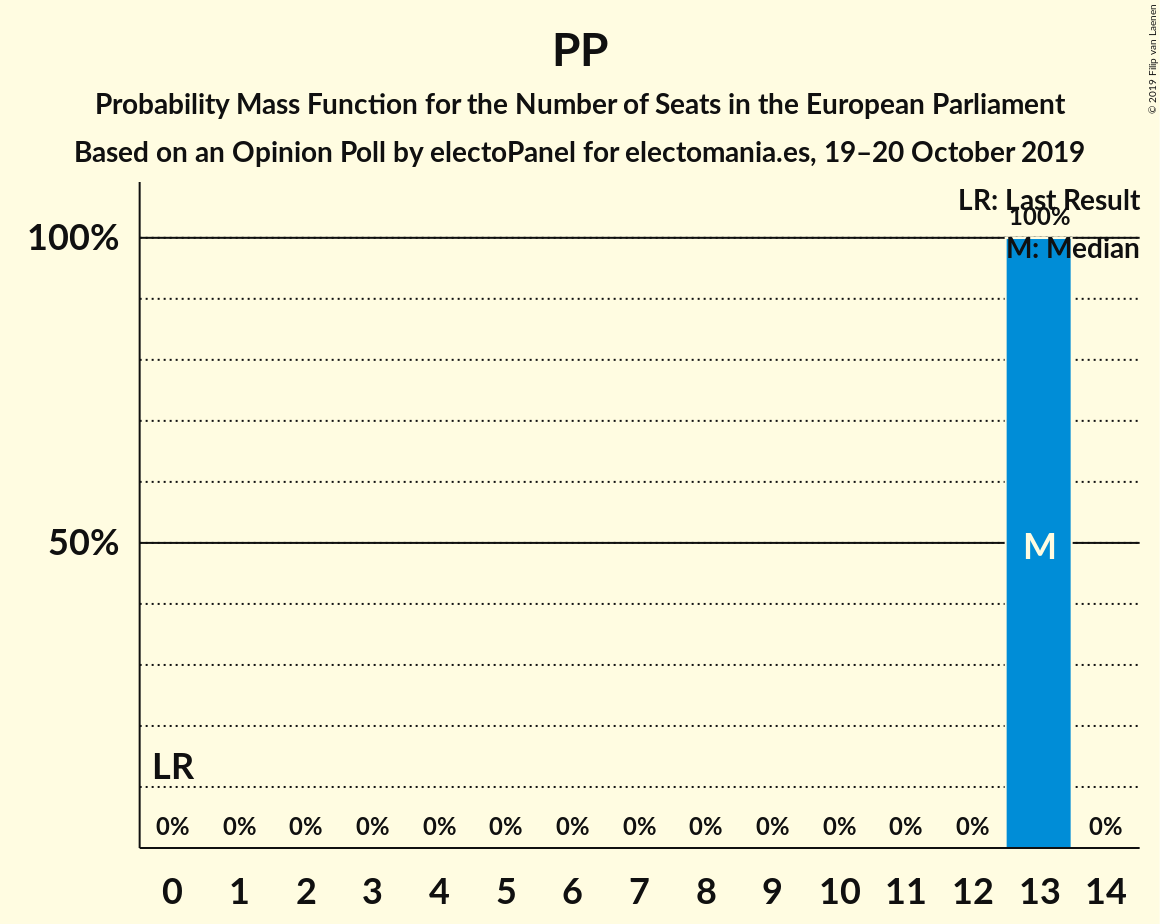 PP
Probability Mass Function for the Number of Seats in the European Parliament
Based on an Opinion Poll by electoPanel for electomania.es, 19–20 October 2019
© 2019 Filip van Laenen
LR: Last Result
100%
100%
M: Median
50%
M
LR
0% 0% 0% 0% 0% 0% 0% 0% 0% 0% 0% 0% 0% 0%
0 1 2 3 4 5 6 7 8 9 10 11 12 13 14